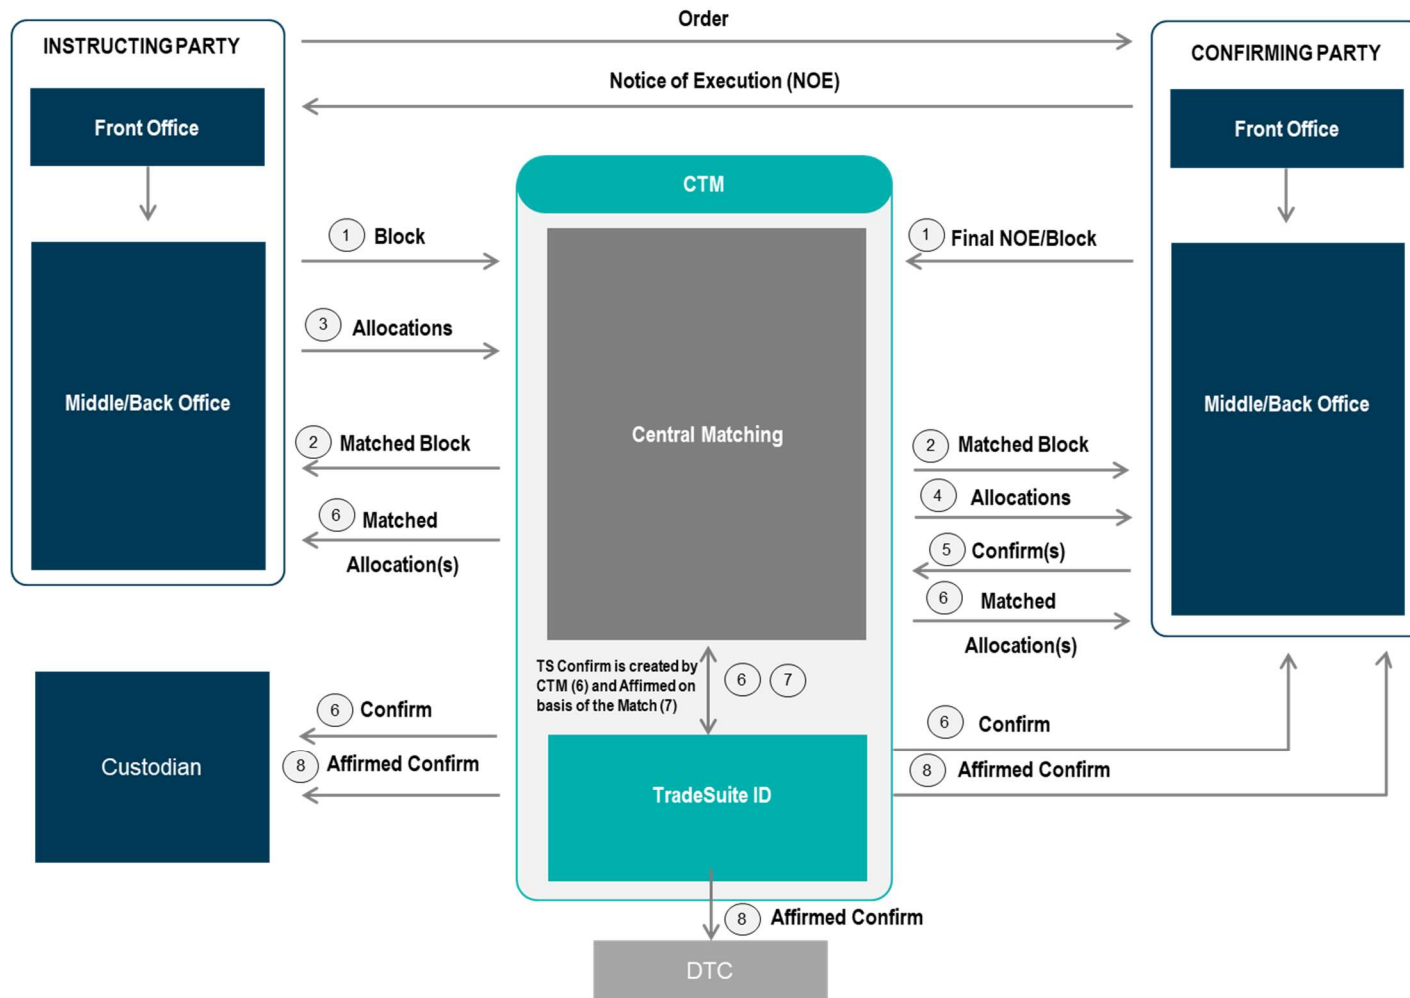 Order
INSTRUCTING PARTY
CONFIRMING PARTY
Notice of Execution (NOE)
Front Office
Front Office
CTM
1 Block
1 Final NOE/Block
3 Allocations
Middle/Back Office
Central Matching
Middle/Back Office
2 Matched Block
2 Matched Block
4 Allocations
6 Matched
Allocation(s)
5 Confirm(s)
6 Matched
Allocation(s)
TS Confirm is created by
CTM (6) and Affirmed on
basis of the Match (7)
6 7
6 Confirm
6 Confirm
Custodian
8 Affirmed Confirm
TradeSuite ID
8 Affirmed Confirm
8 Affirmed Confirm
DTC